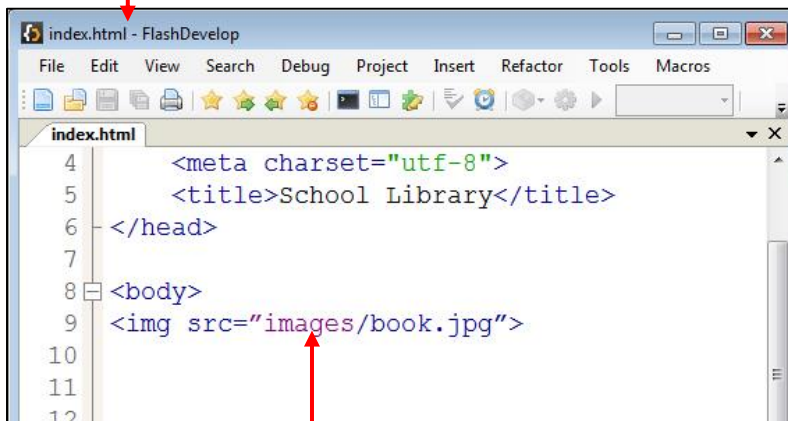 index.html - FlashDevelop
File Edit View Search Debug Project Insert Refactor Tools Macros
index.html
4 <meta charset="utf-8">
5 <title>School Library</title>
6 </head>
7
8 <body>
9 <img src=″images/book.jpg″>
10
11
12